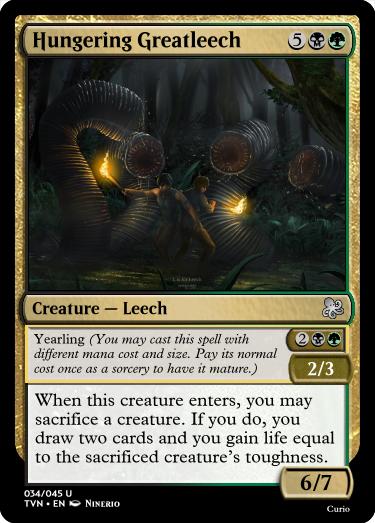 Hungering Greatleech 5
Creature — Leech
Yearling (You may cast this spell with
different mana cost and size. Pay its normal
cost once as a sorcery to have it mature.)
2
2/3
When this creature enters, you may
sacrifice a creature. If you do, you
draw two cards and you gain life equal
to the sacrificed creature's toughness.
6/7
034/045 U
TVN • EN Ninerio
Curio